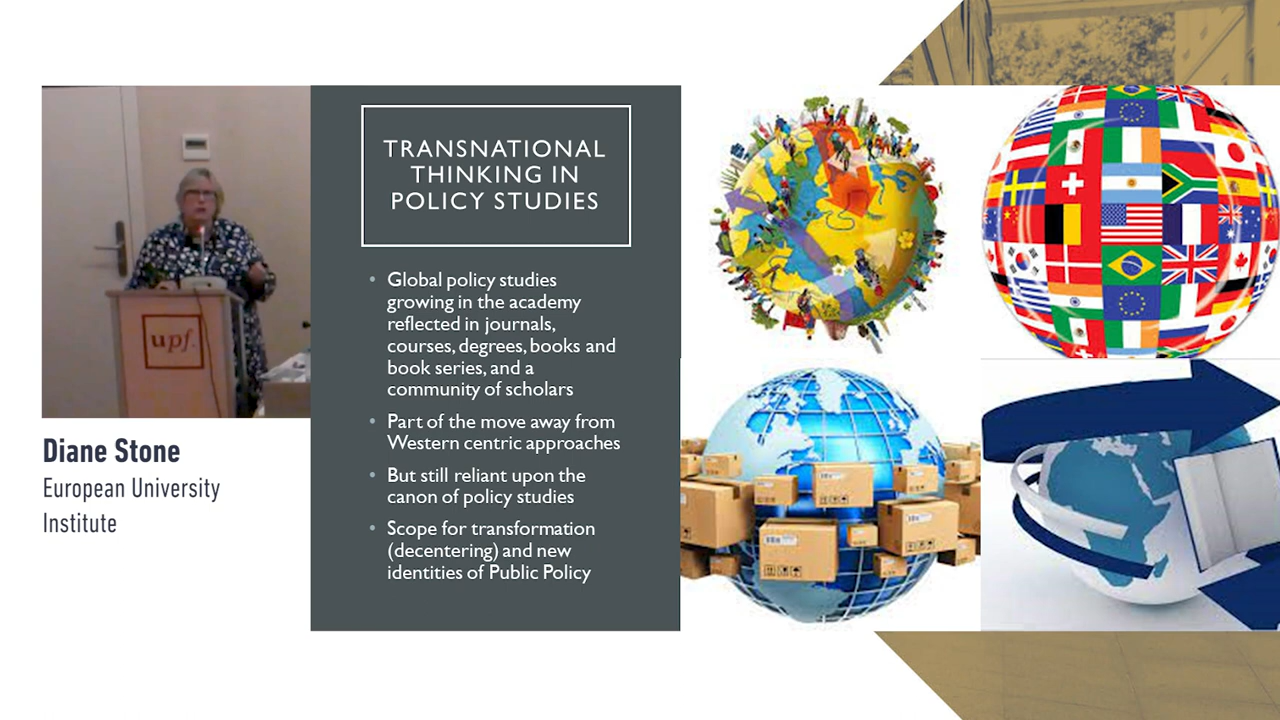 upf.
Diane Stone
European University
Institute
TRANSNATIONAL
THINKING IN
POLICY STUDIES
• Global policy studies
growing in the academy
reflected in journals,
courses, degrees, books and
book series, and a
community of scholars
• Part of the move away from
Western centric approaches
• But still reliant upon the
canon of policy studies
• Scope for transformation
(decentering) and new
identities of Public Policy